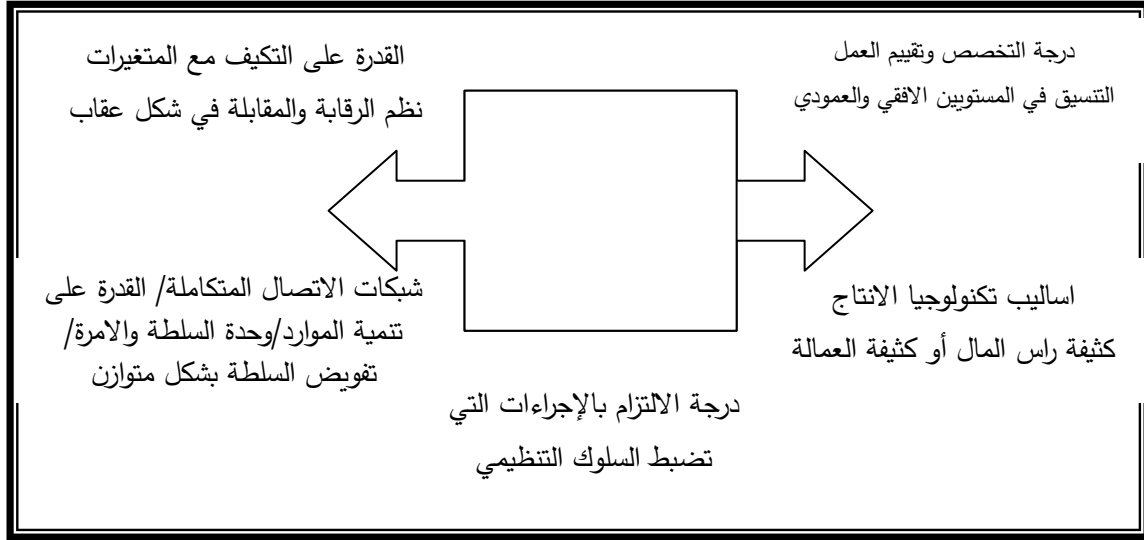 درجة التخصص وتقييم العمل
التنسيق في المستويين الافقي والعمودي
القدرة على التكيف مع المتغيرات
نظم الرقابة والمقابلة في شكل عقاب
اساليب تكنولوجيا الانتاج
كثيفة راس المال أو كثيفة العمالة
شبكات الاتصال المتكاملة/ القدرة على
تنمية الموارد/وحدة السلطة والامرة/
تفويض السلطة بشكل متوازن
درجة الالتزام بالإجراءات التي
تضبط السلوك التنظيمي